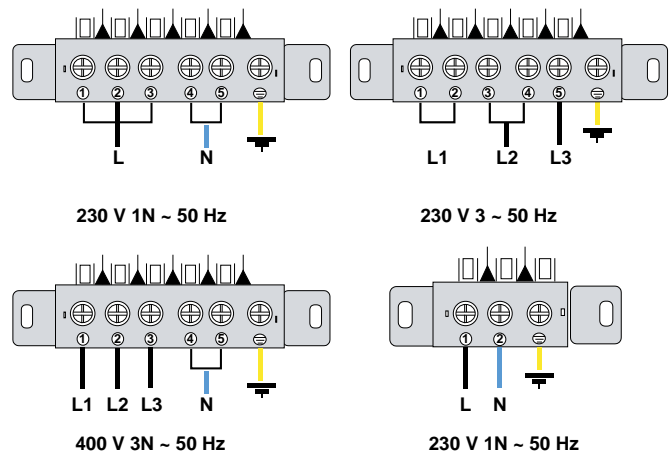 1 2 3 4 5
L N
230 V 1N ~ 50 Hz
1 2 3 4 5
L1 L2 L3
230 V 3 ~ 50 Hz
1 2 3 4 5
L1 L2 L3 N
400 V 3N ~ 50 Hz
1 2
L N
230 V 1N ~ 50 Hz